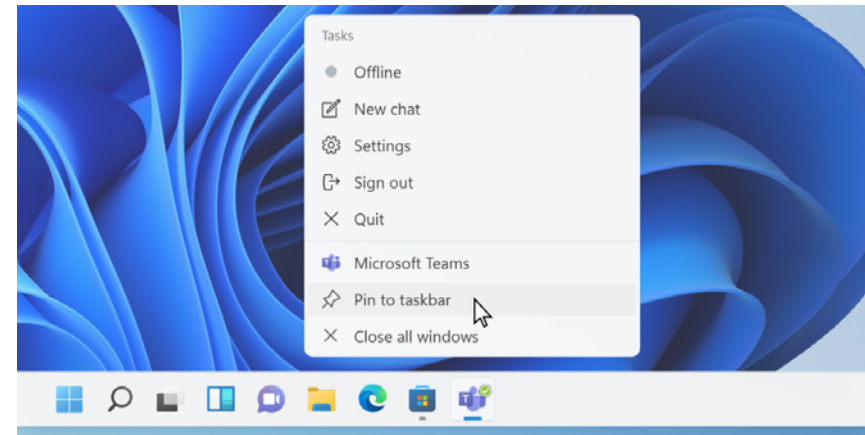 Tasks
Offline
New chat
Settings
Sign out
Quit
Microsoft Teams
Pin to taskbar
Close all windows